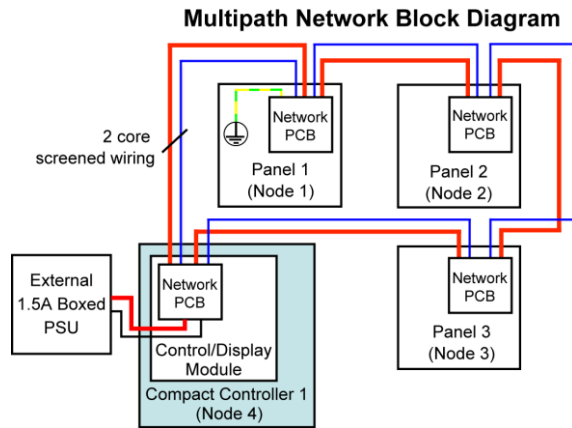 Multipath Network Block Diagram
2 core
screened wiring
Network
PCB
Panel 1
(Node 1)
Network
PCB
Panel 2
(Node 2)
External
1.5A Boxed
PSU
Network
PCB
Control/Display
Module
Compact Controller 1
(Node 4)
Network
PCB
Panel 3
(Node 3)